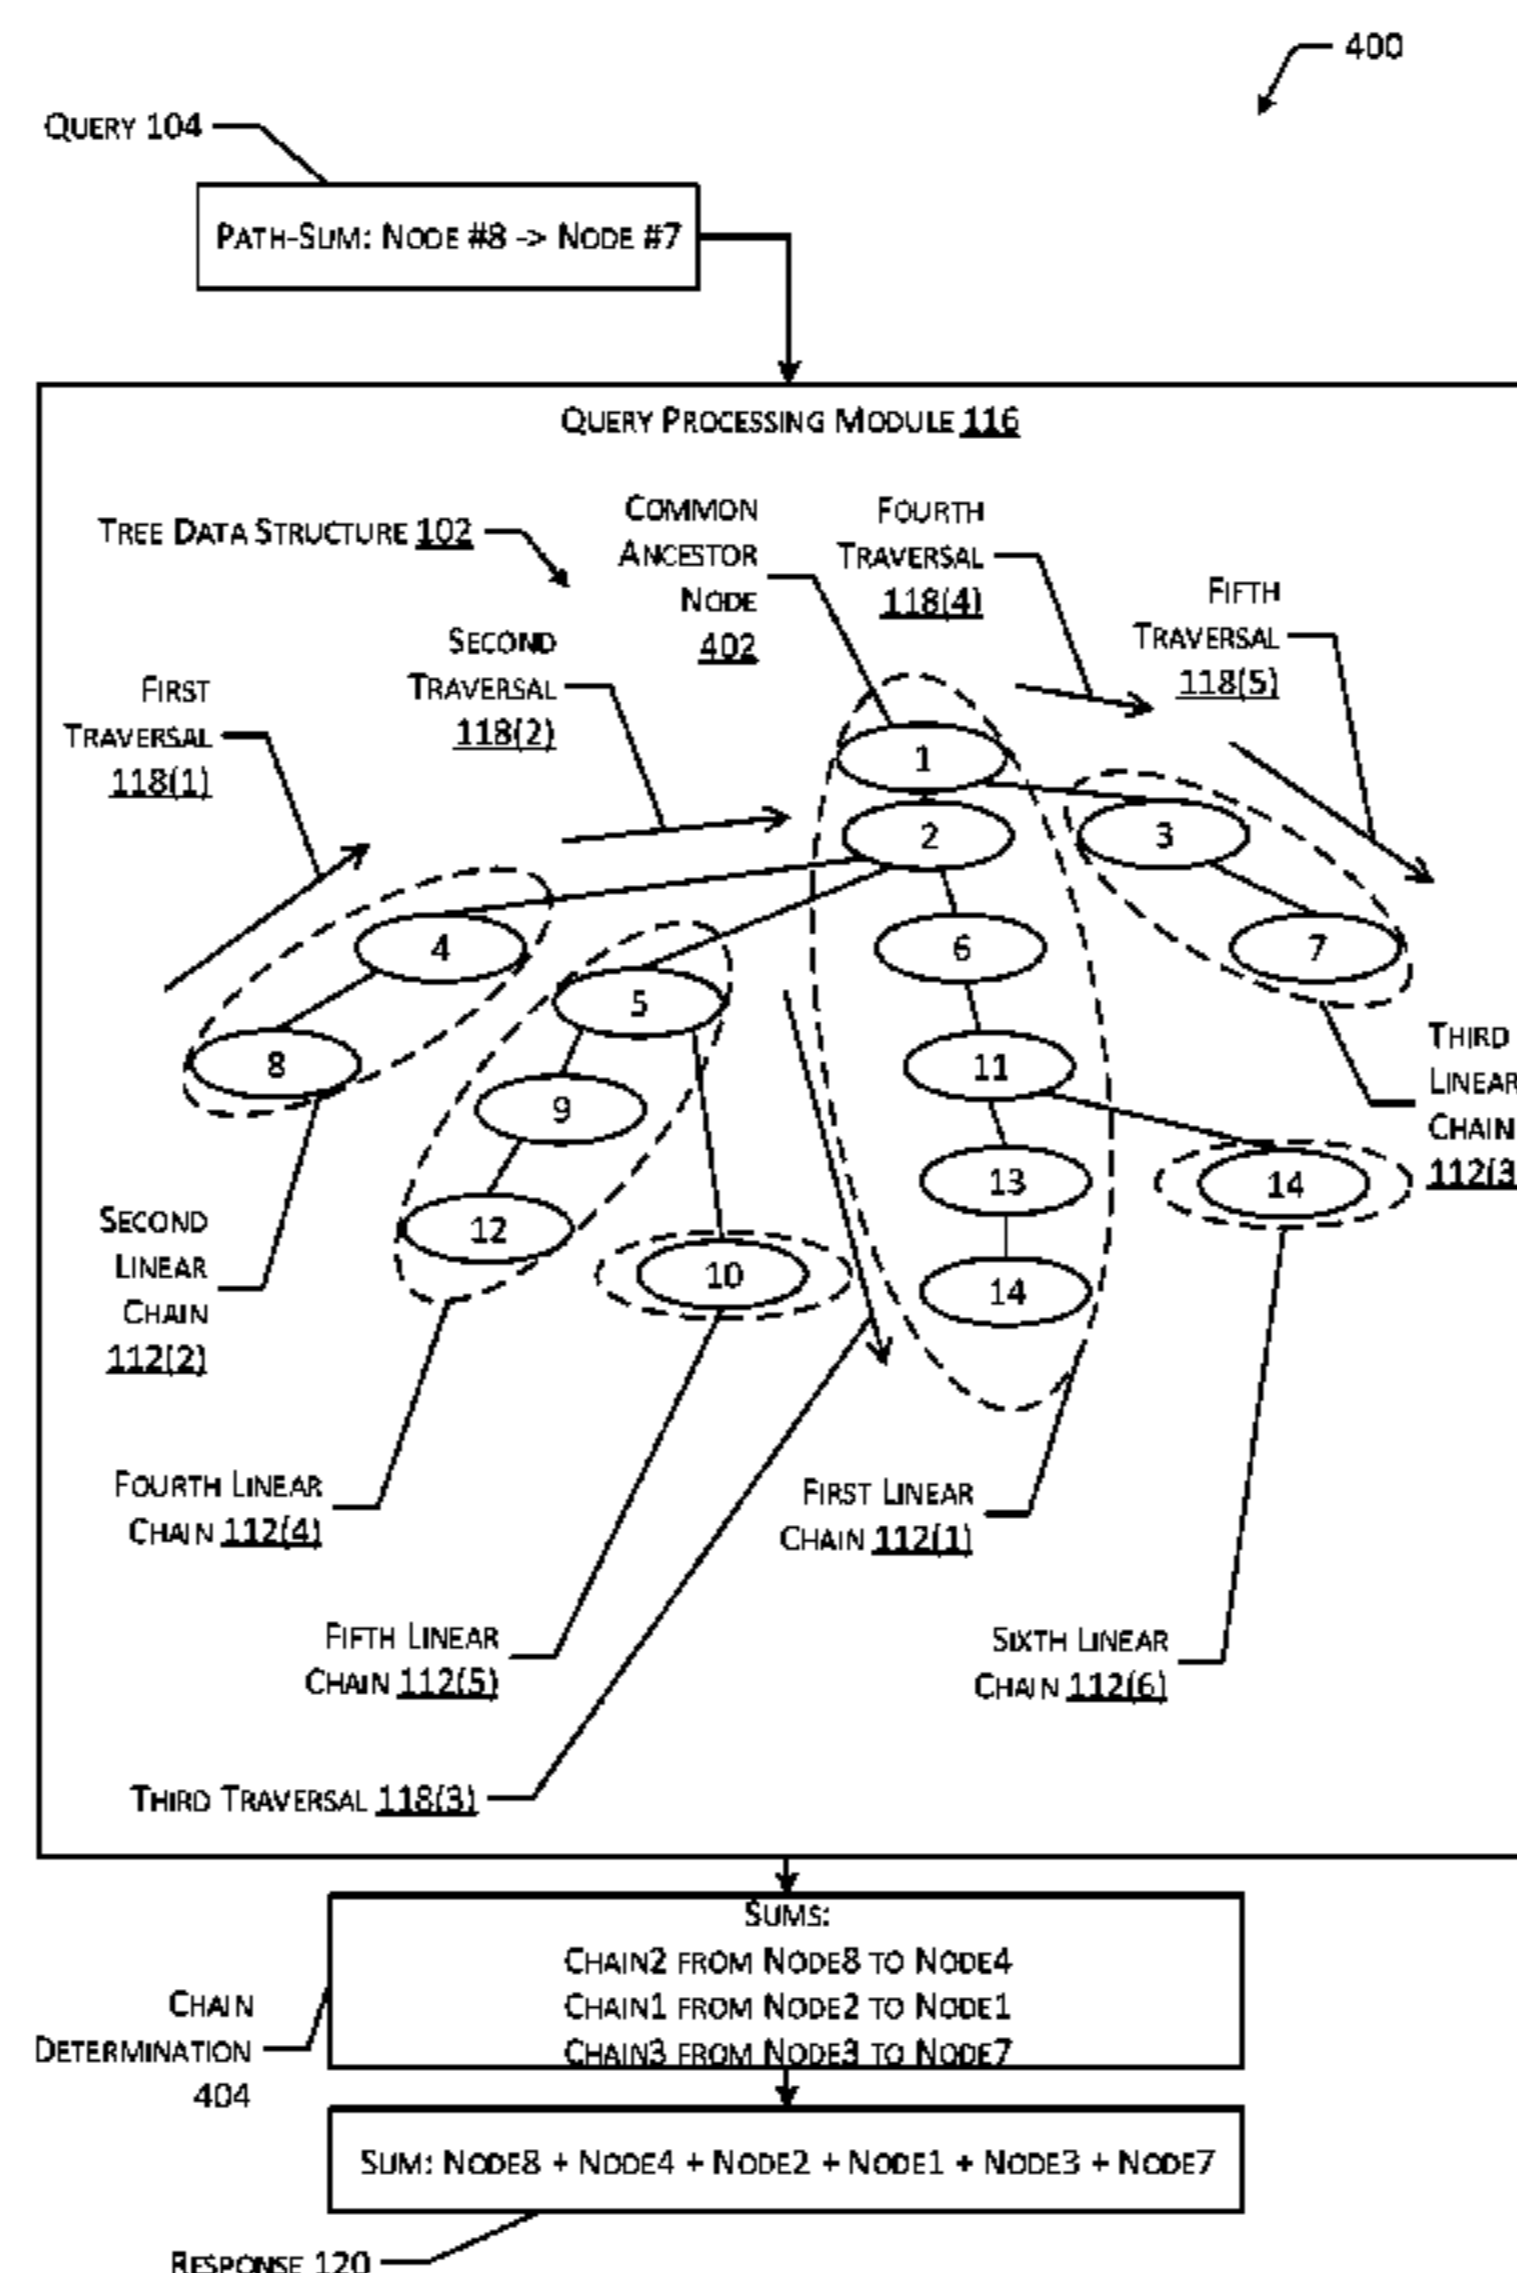 400
QUERY 104
PATH-SUM: NODE #8 -> NODE #7
QUERY PROCESSING MODULE 116
TREE DATA STRUCTURE 102
COMMON
ANCESTOR
NODE
402
FOURTH
TRAVERSAL
118(4)
FIFTH
TRAVERSAL
118(5)
SECOND
TRAVERSAL
118(2)
FIRST
TRAVERSAL
118(1)
1
2
3
4
5
6
7
8
9
11
12
10
13
14
14
THIRD
LINEAR
CHAIN
112(3
SECOND
LINEAR
CHAIN
112(2)
FOURTH LINEAR
CHAIN 112(4)
FIRST LINEAR
CHAIN 112(1)
FIFTH LINEAR
CHAIN 112(5)
SIXTH LINEAR
CHAIN 112(6)
THIRD TRAVERSAL 118(3)
SUMS:
CHAIN2 FROM NODE8 TO NODE4
CHAIN1 FROM NODE2 TO NODE1
CHAIN3 FROM NODE3 TO NODE7
CHAIN
DETERMINATION
404
SUM: NODE8 + NODE4 + NODE2 + NODE1 + NODE3 + NODE7
RESPONSE 120